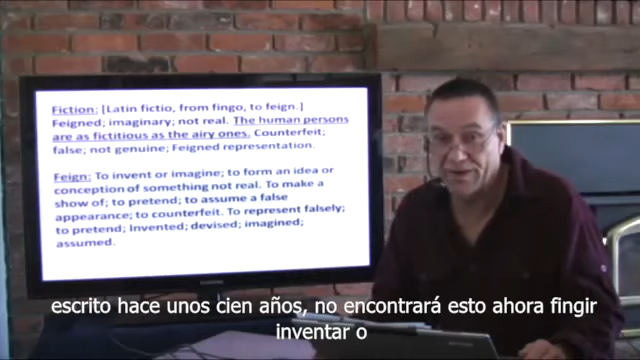 Fiction: [Latin fictio, from fingo, to feign.]
Feigned; imaginary; not real. The human persons
are as fictitious as the airy ones. Counterfeit;
false; not genuine; Feigned representation.
Feign: To invent or imagine; to form an idea or
conception of something not real. To make a
show of; to pretend; to assume a false
appearance; to counterfeit. To represent falsely;
to pretend; Invented; devised; imagined;
assumed.
escrito hace unos cien años, no encontrará esto ahora fingir
inventar o